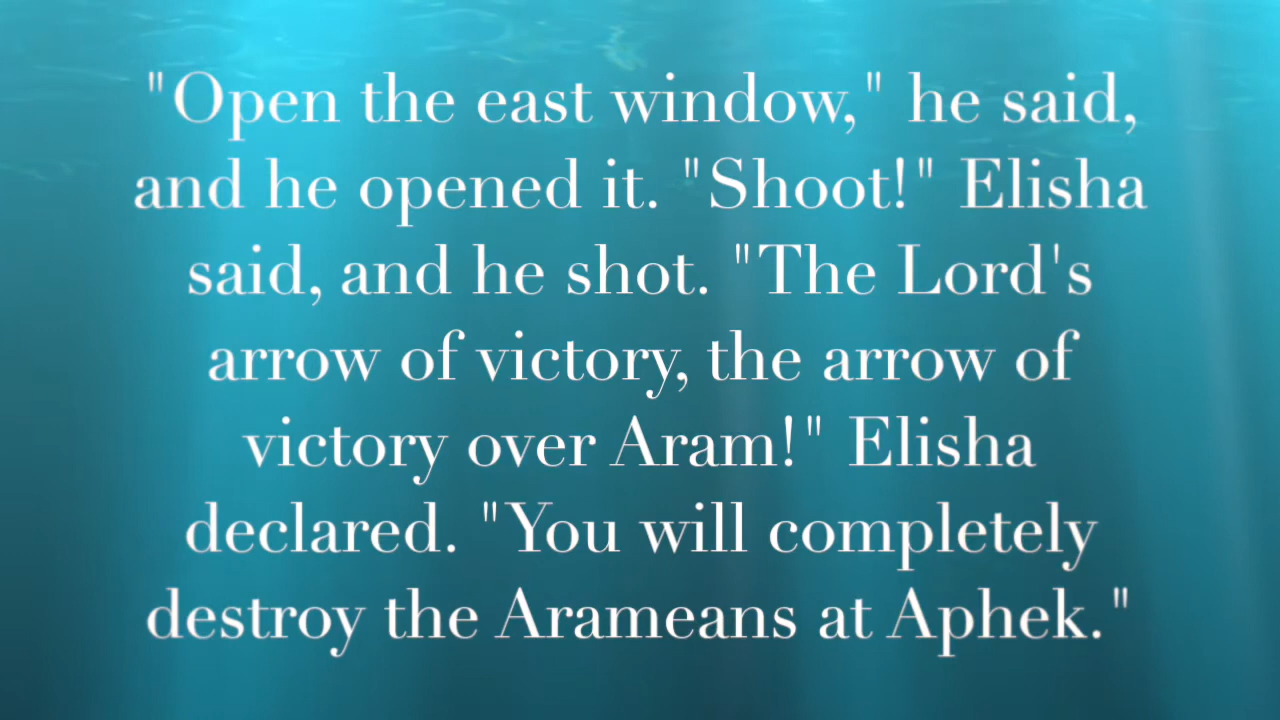 "Open the east window," he said,
and he opened it. "Shoot!" Elisha
said, and he shot. "The Lord's
arrow of victory, the arrow of
victory over Aram!" Elisha
declared. "You will completely
destroy the Arameans at Aphek."